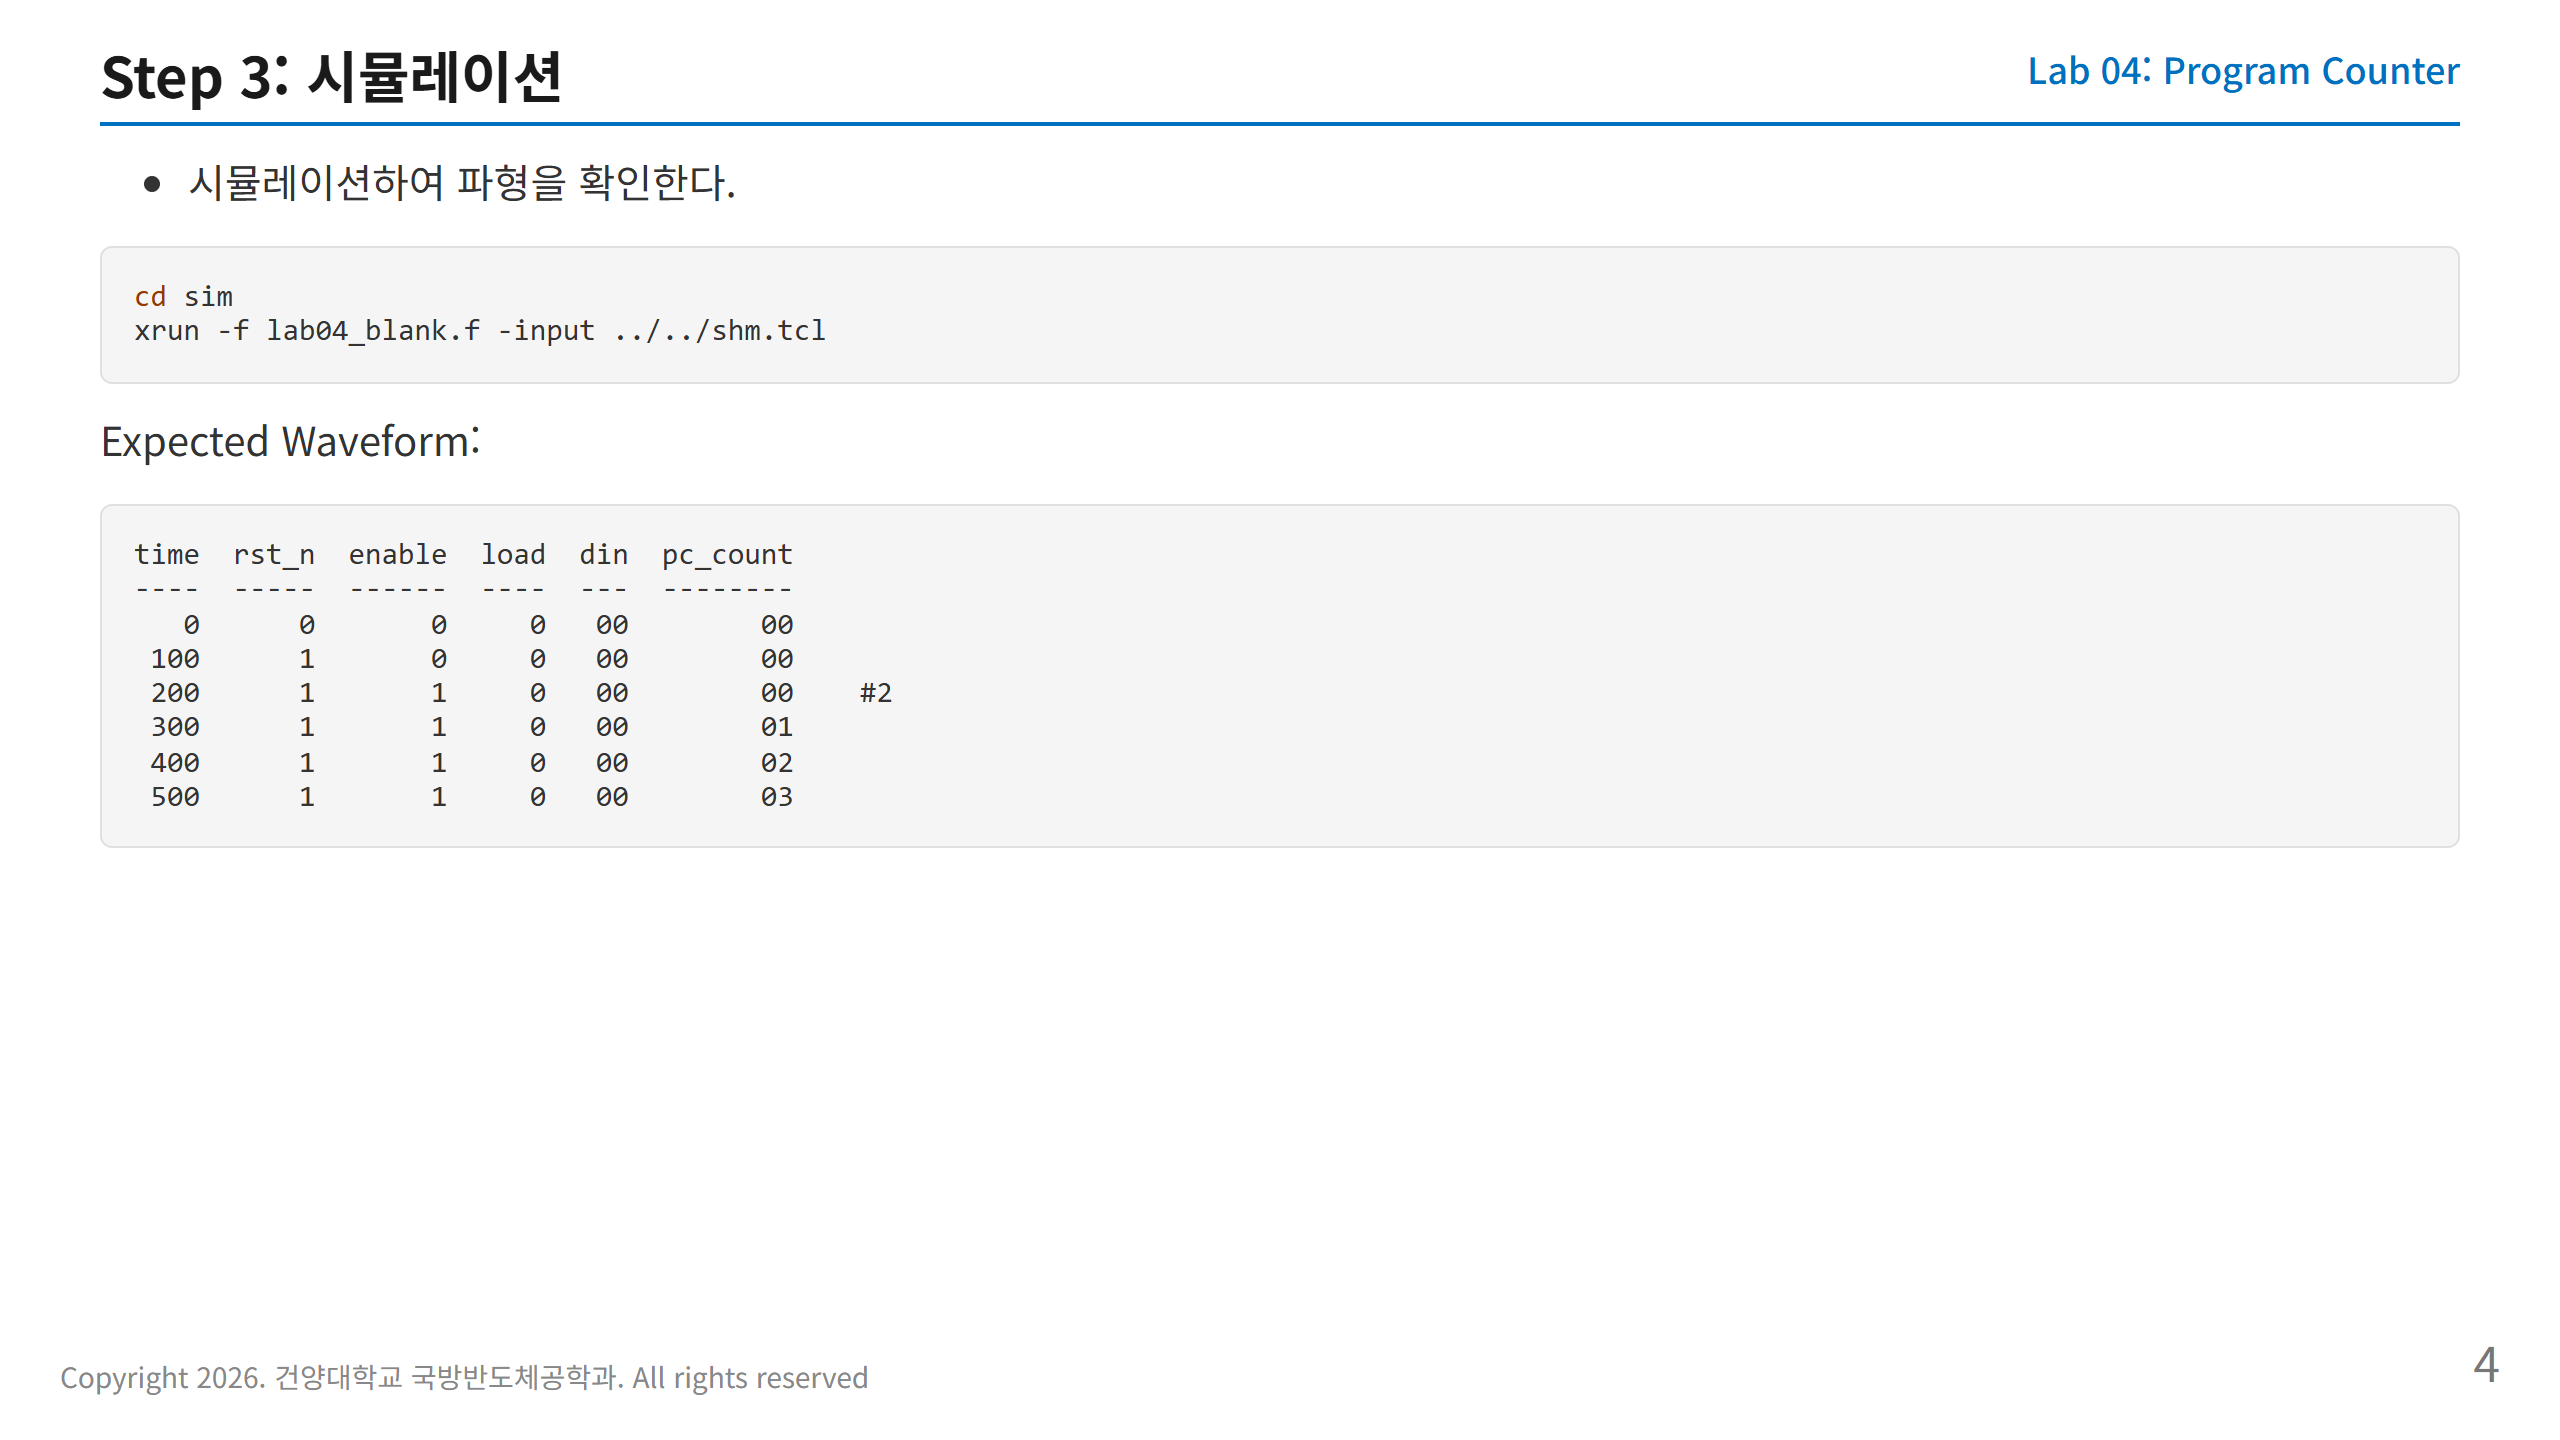 Step 3: 시뮬레이션
Lab 04: Program Counter
● 시뮬레이션하여 파형을 확인한다.
cd sim
xrun -f lab04_blank.f -input ../../shm.tcl
Expected Waveform:
time  rst_n  enable  load  din  pc_count
----  -----  ------  ----  ---  --------
   0      0       0     0   00        00
 100      1       0     0   00        00
 200      1       1     0   00        00    #2
 300      1       1     0   00        01
 400      1       1     0   00        02
 500      1       1     0   00        03
Copyright 2026. 건양대학교 국방반도체공학과. All rights reserved
4